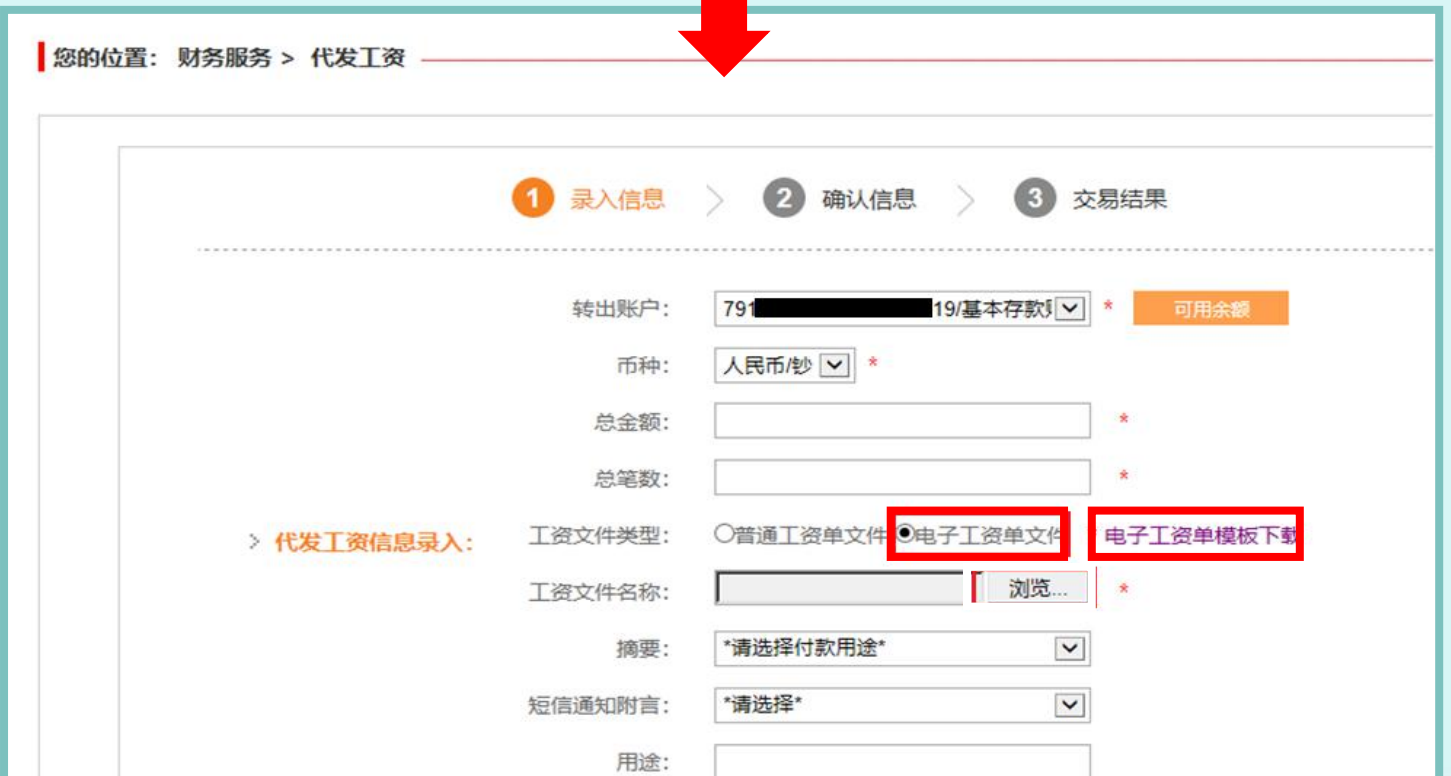 您的位置： 财务服务 > 代发工资
1 录入信息 > 2 确认信息 > 3 交易结果
转出账户： 791 19/基本存款 * 可用余额
币种： 人民币/钞 *
总金额： *
总笔数： *
> 代发工资信息录入： 工资文件类型： 普通工资单文件 电子工资单文件 电子工资单模板下载
工资文件名称： 浏览... *
摘要： *请选择付款用途*
短信通知附言： *请选择*
用途：